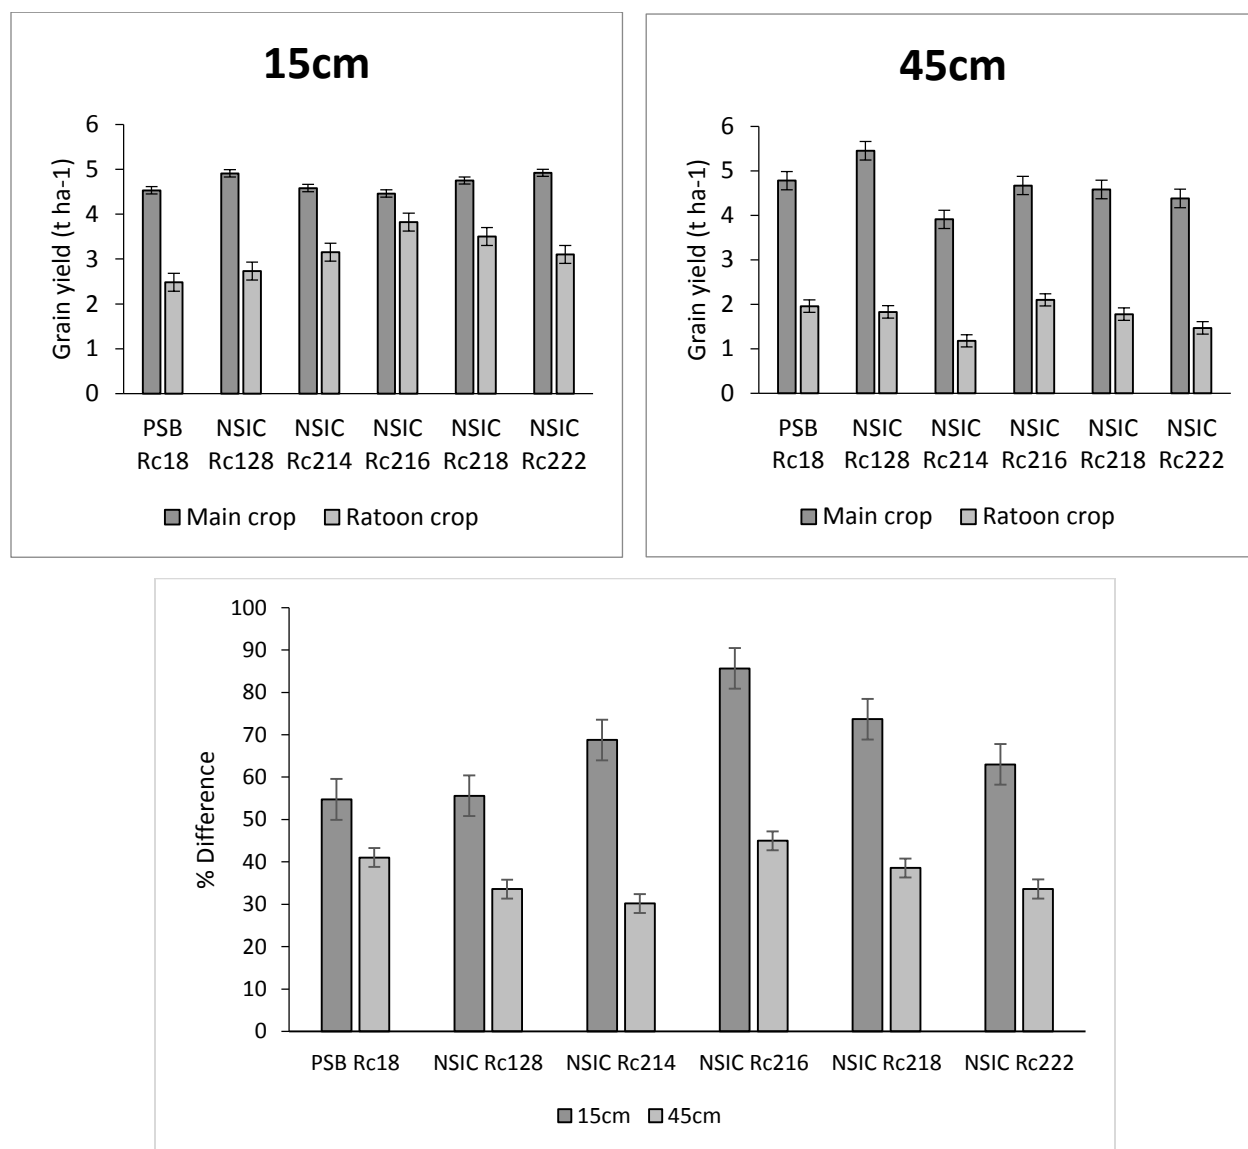 15cm
Grain yield (t ha-1)
6
5
4
3
2
1
0
PSB Rc18
NSIC Rc128
NSIC Rc214
NSIC Rc216
NSIC Rc218
NSIC Rc222
Main crop
Ratoon crop
45cm
Grain yield (t ha-1)
6
5
4
3
2
1
0
PSB Rc18
NSIC Rc128
NSIC Rc214
NSIC Rc216
NSIC Rc218
NSIC Rc222
Main crop
Ratoon crop
% Difference
100
90
80
70
60
50
40
30
20
10
0
PSB Rc18
NSIC Rc128
NSIC Rc214
NSIC Rc216
NSIC Rc218
NSIC Rc222
15cm
45cm